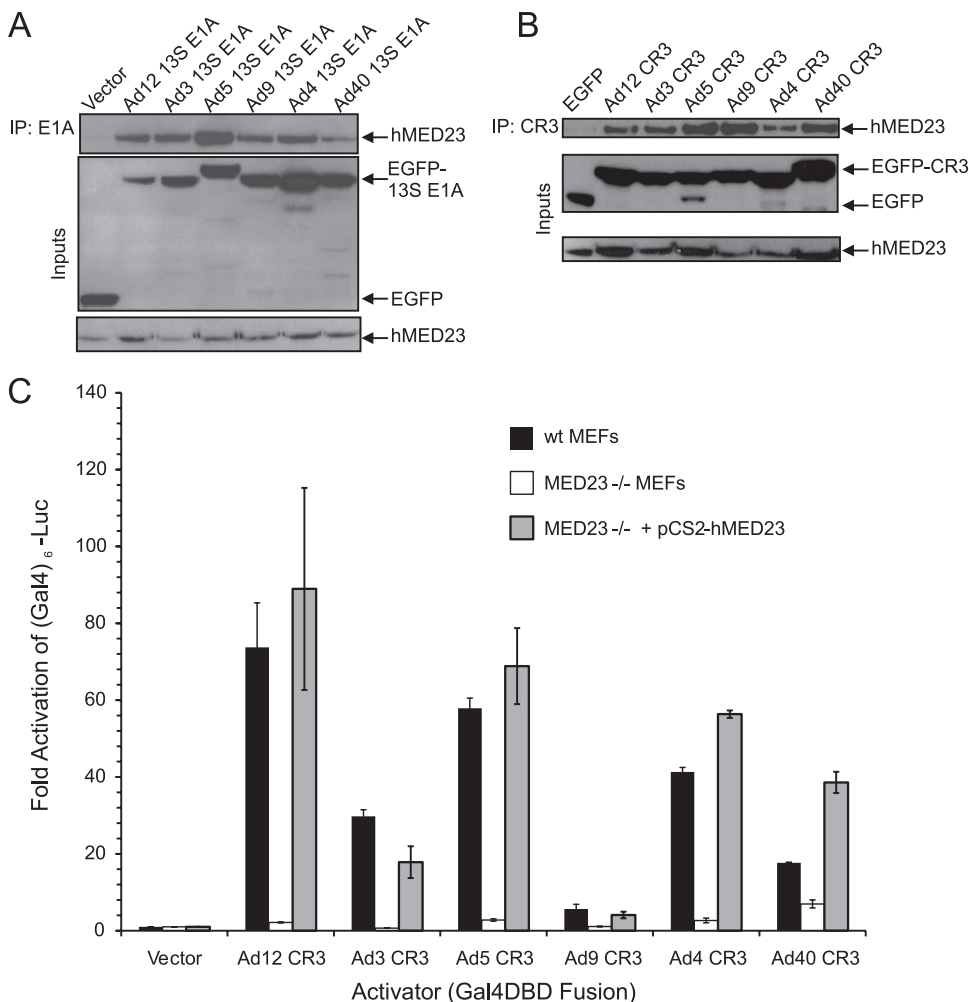 A
Vector
Ad12 13S E1A
Ad3 13S E1A
Ad5 13S E1A
Ad9 13S E1A
Ad4 13S E1A
Ad40 13S E1A
IP: E1A
hMED23
Inputs
EGFP-
13S E1A
EGFP
hMED23
B
EGFP
Ad12 CR3
Ad3 CR3
Ad5 CR3
Ad9 CR3
Ad4 CR3
Ad40 CR3
IP: CR3
hMED23
Inputs
EGFP-CR3
EGFP
hMED23
C
Fold Activation of (Gal4)₆-Luc
140
120
100
80
60
40
20
0
wt MEFs
MED23 -/- MEFs
MED23 -/- + pCS2-hMED23
Vector
Ad12 CR3
Ad3 CR3
Ad5 CR3
Ad9 CR3
Ad4 CR3
Ad40 CR3
Activator (Gal4DBD Fusion)